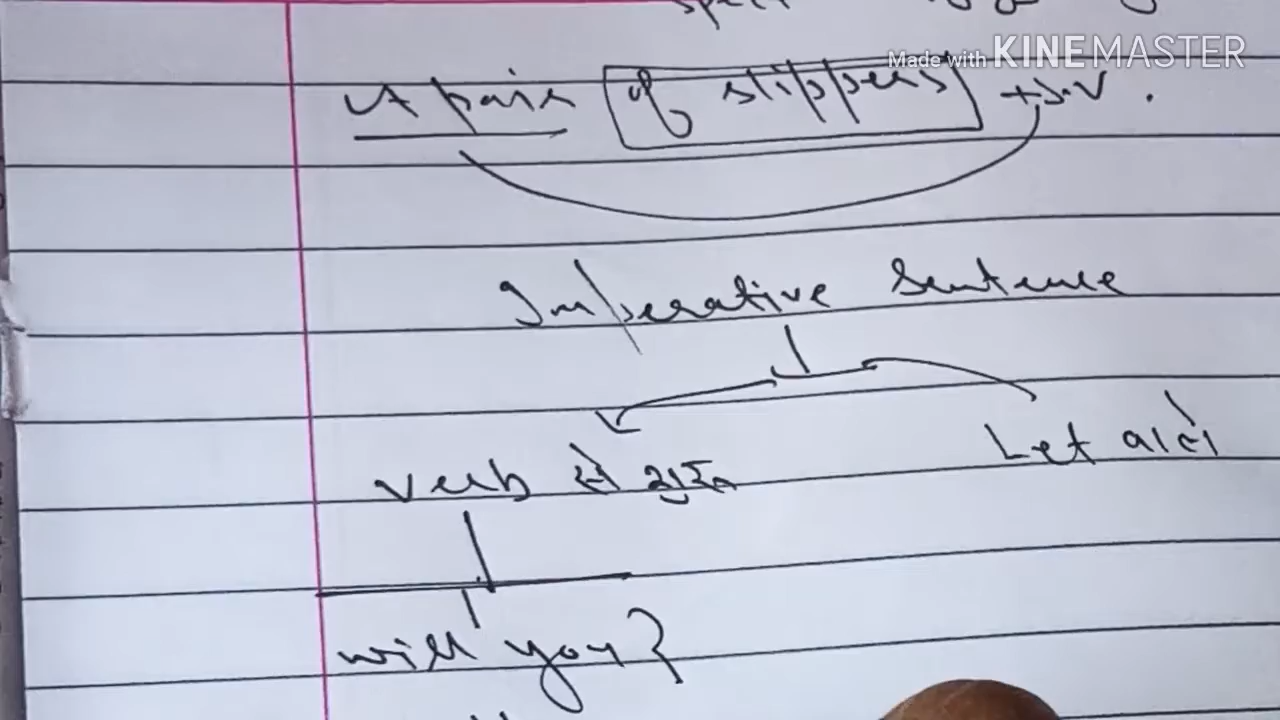 Made with KINEMASTER
A pair of slippers + S.V.
Imperative Sentence
verb से शुरू
Let वाले
will you?